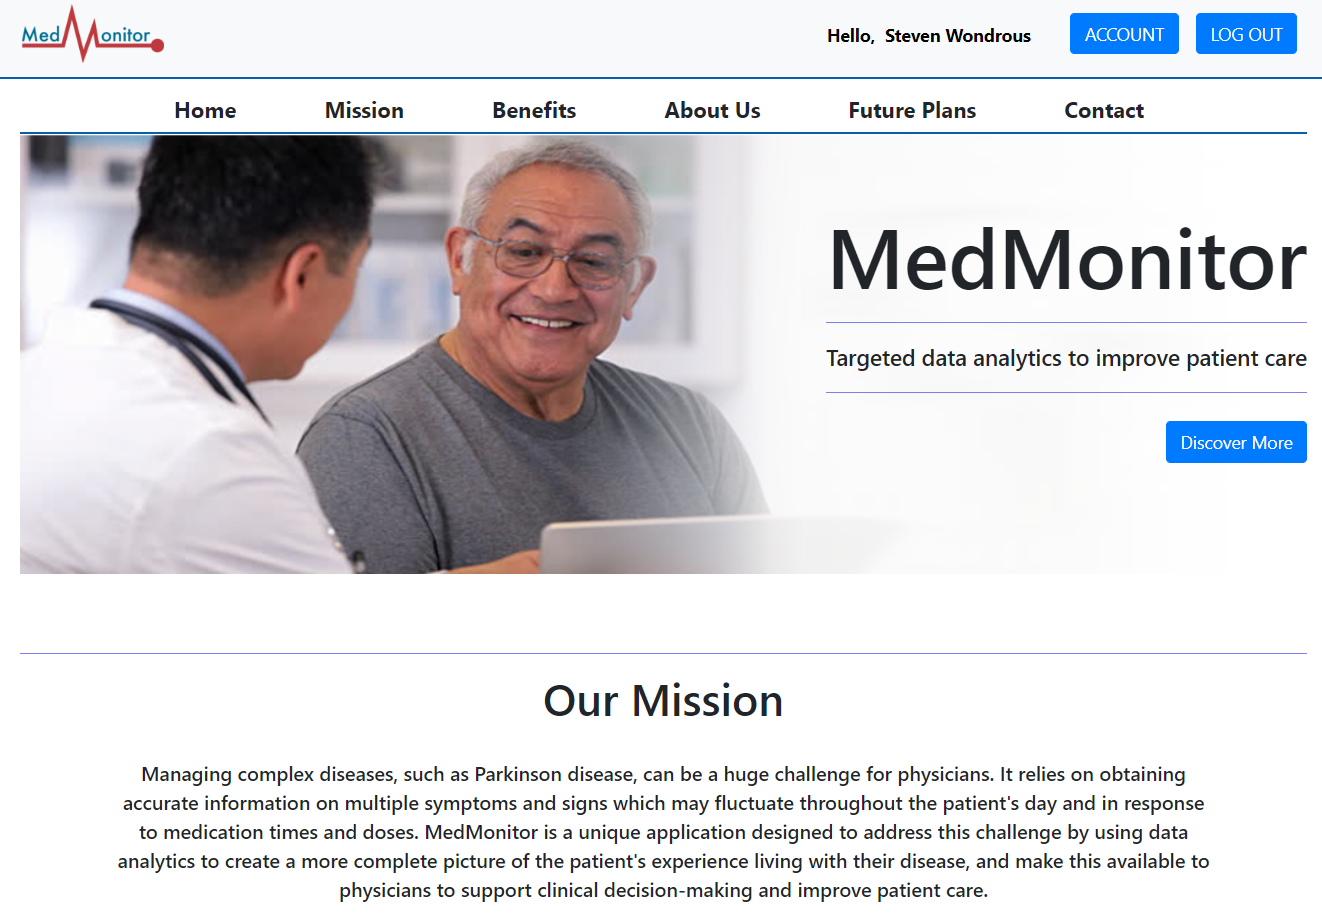 MedMonitor
Hello, Steven Wondrous
ACCOUNT
LOG OUT
Home
Mission
Benefits
About Us
Future Plans
Contact
MedMonitor
Targeted data analytics to improve patient care
Discover More
Our Mission
Managing complex diseases, such as Parkinson disease, can be a huge challenge for physicians. It relies on obtaining
accurate information on multiple symptoms and signs which may fluctuate throughout the patient's day and in response
to medication times and doses. MedMonitor is a unique application designed to address this challenge by using data
analytics to create a more complete picture of the patient's experience living with their disease, and make this available to
physicians to support clinical decision-making and improve patient care.